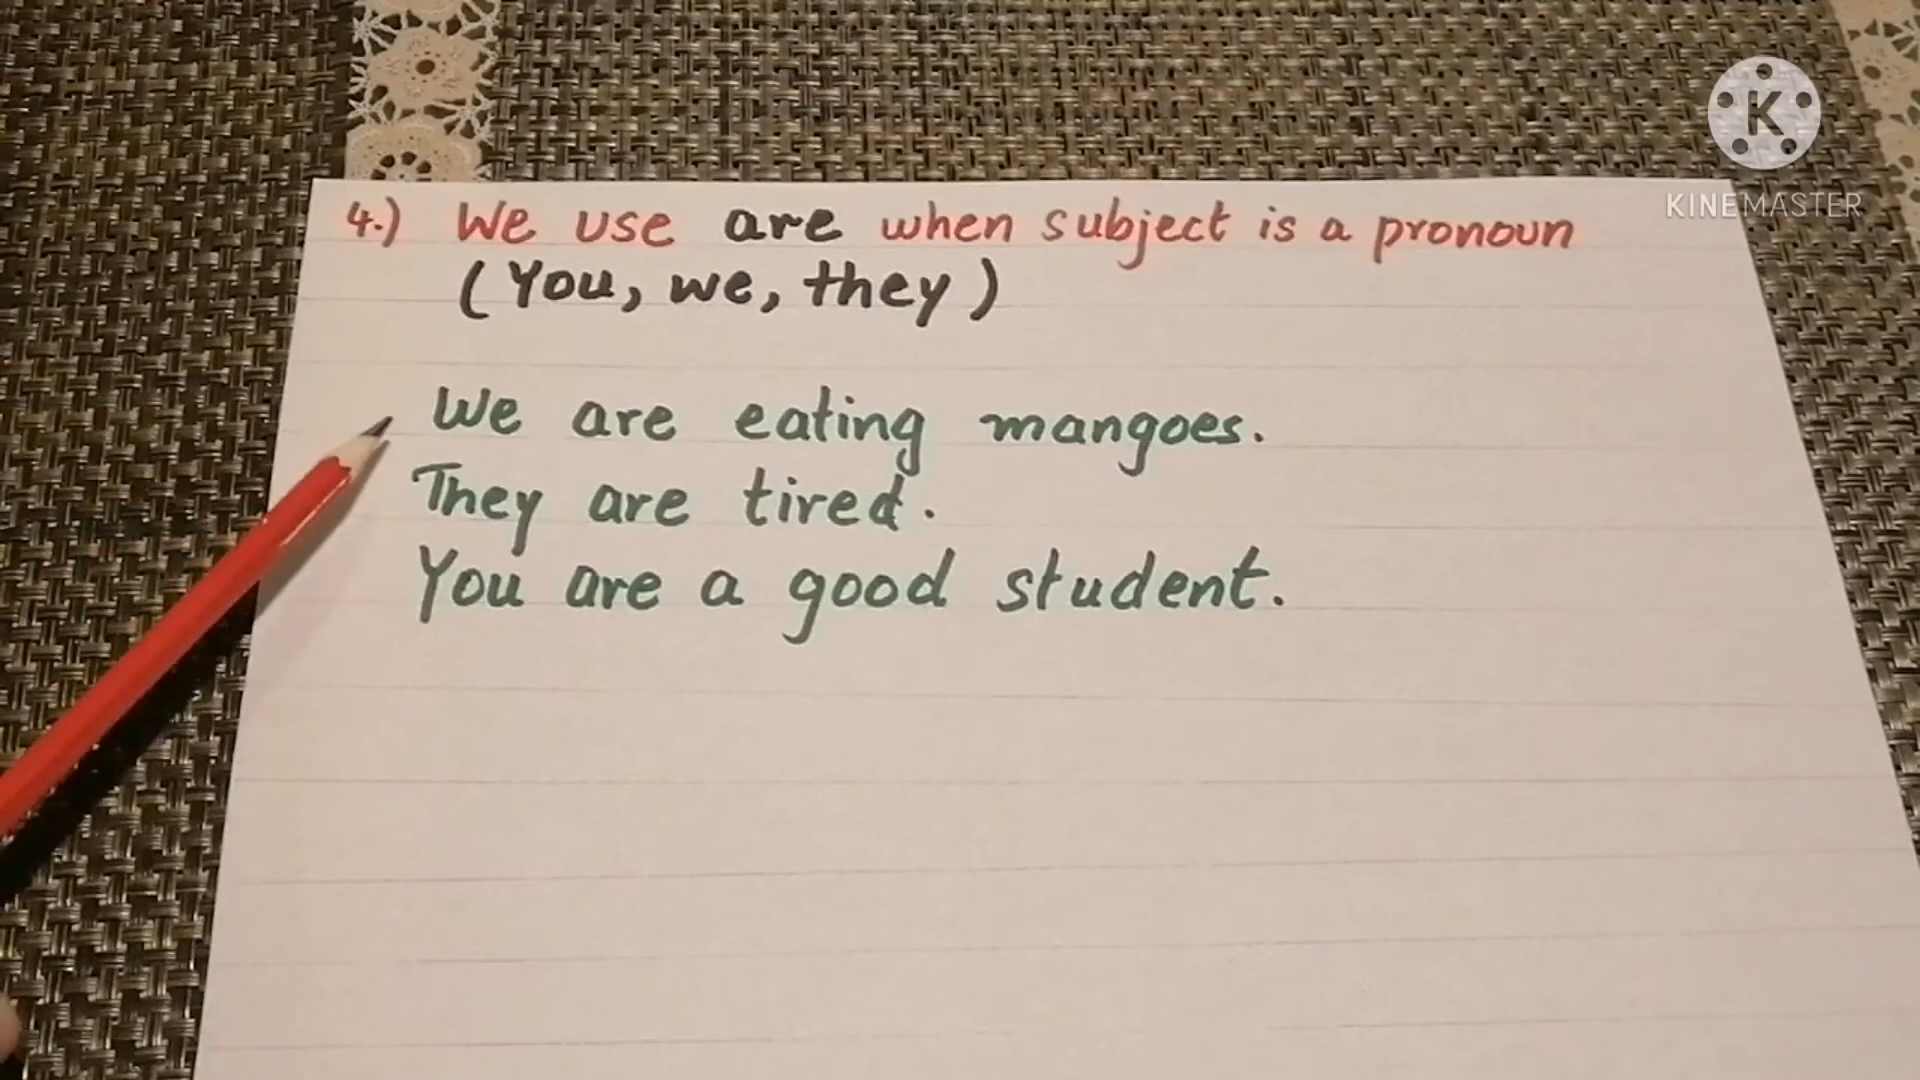 K
KINEMASTER
4.) We use are when subject is a pronoun
(You, we, they)
We are eating mangoes.
They are tired.
You are a good student.